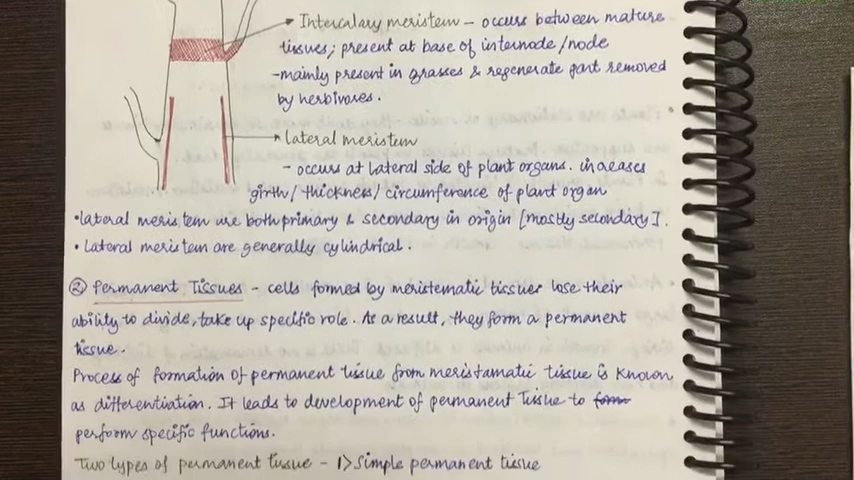 Intercalary meristem - occurs between mature
tissues; present at base of internode/node
-mainly present in grasses & regenerate part removed
by herbivores.
lateral meristem
- occurs at lateral side of plant organs. increases
girth/thickness/circumference of plant organ
•lateral meristem are both primary & secondary in origin [mostly secondary].
• Lateral meristem are generally cylindrical.
② Permanent Tissues - cells formed by meristematic tissues lose their
ability to divide, take up specific role. As a result, they form a permanent
tissue.
Process of formation of permanent tissue from meristamatic tissue is known
as differentiation. It leads to development of permanent tissue to form
perform specific functions.
Two types of permanent tissue - 1> Simple permanent tissue